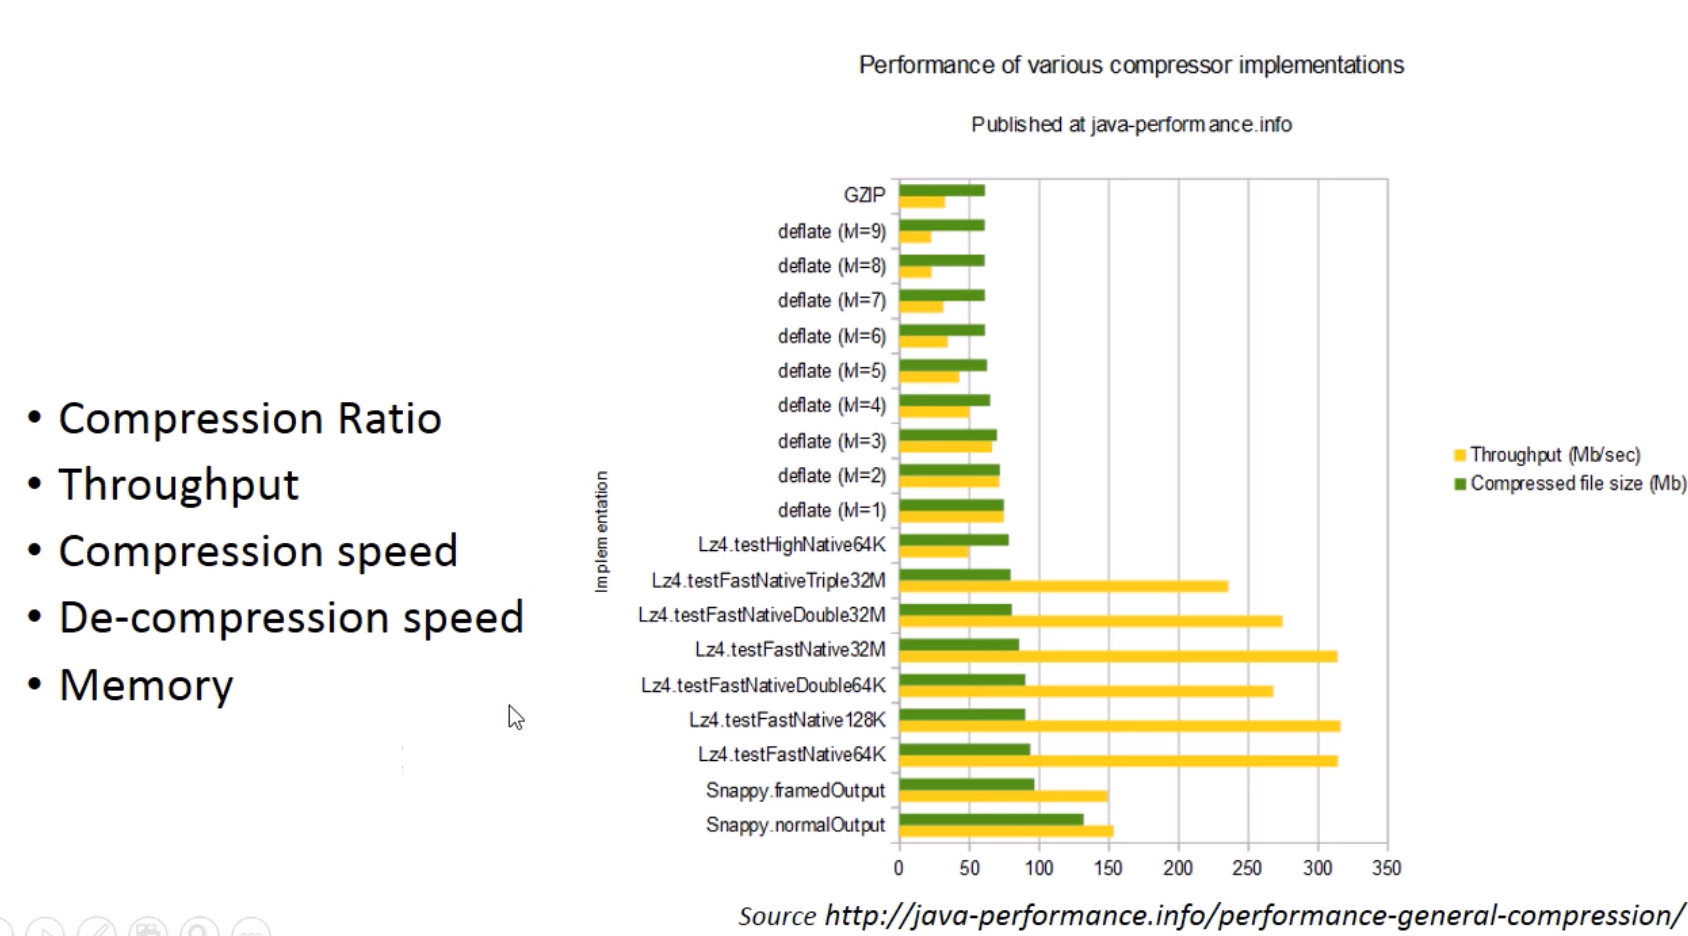 Performance of various compressor implementations
Published at java-performance.info
• Compression Ratio
• Throughput
• Compression speed
• De-compression speed
• Memory
Implementation
GZIP
deflate (M=9)
deflate (M=8)
deflate (M=7)
deflate (M=6)
deflate (M=5)
deflate (M=4)
deflate (M=3)
deflate (M=2)
deflate (M=1)
Lz4.testHighNative64K
Lz4.testFastNativeTriple32M
Lz4.testFastNativeDouble32M
Lz4.testFastNative32M
Lz4.testFastNativeDouble64K
Lz4.testFastNative128K
Lz4.testFastNative64K
Snappy.framedOutput
Snappy.normalOutput
0 50 100 150 200 250 300 350
Throughput (Mb/sec)
Compressed file size (Mb)
Source http://java-performance.info/performance-general-compression/